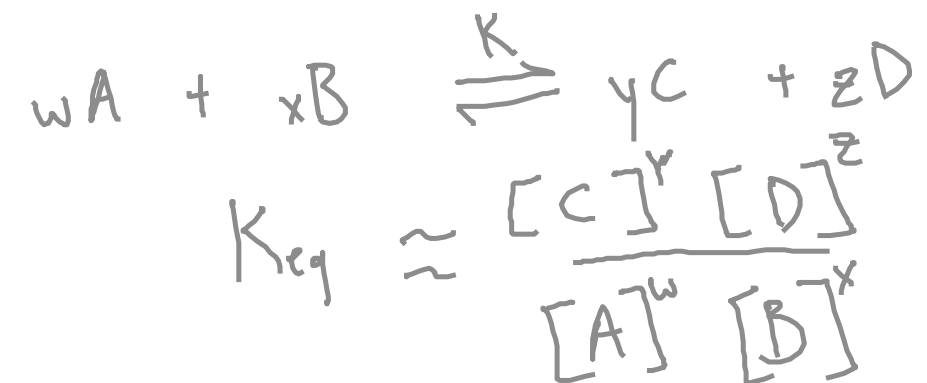 K
wA + xB ⇌ yC + zD
Keq ≈ [C]^y [D]^z
[A]^w [B]^x